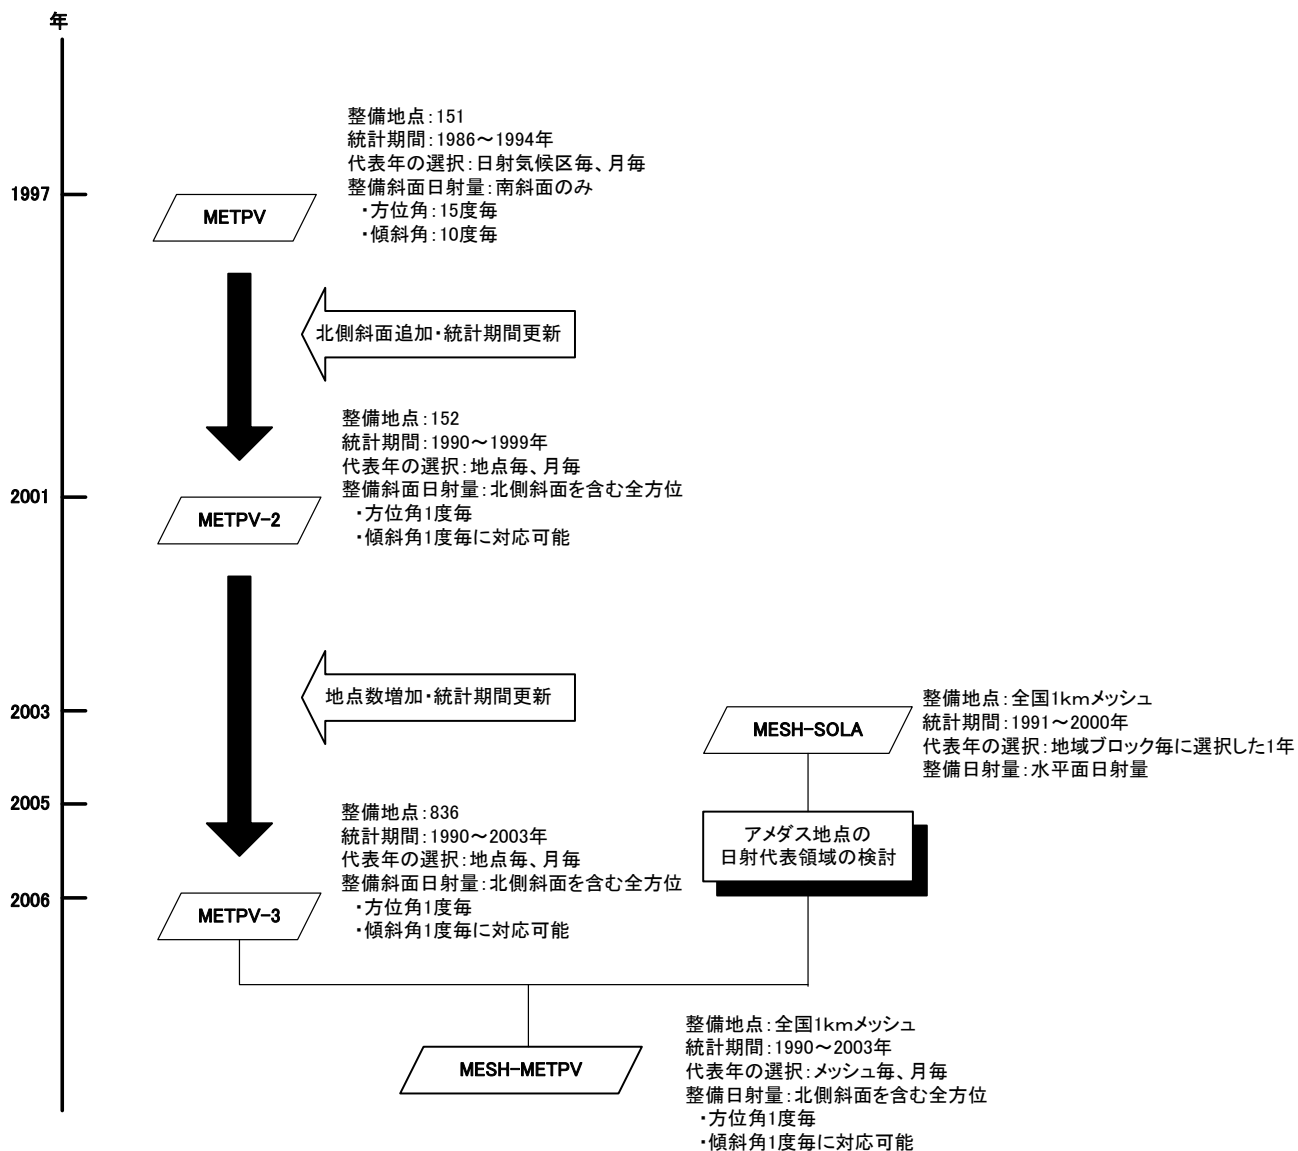 年
整備地点:151
統計期間:1986～1994年
代表年の選択:日射気候区毎、月毎
整備斜面日射量:南斜面のみ
・方位角:15度毎
・傾斜角:10度毎
1997
METPV
北側斜面追加・統計期間更新
整備地点:152
統計期間:1990～1999年
代表年の選択:地点毎、月毎
整備斜面日射量:北側斜面を含む全方位
・方位角1度毎
・傾斜角1度毎に対応可能
2001
METPV-2
地点数増加・統計期間更新
2003
MESH-SOLA
整備地点:全国1kmメッシュ
統計期間:1991～2000年
代表年の選択:地域ブロック毎に選択した1年
整備日射量:水平面日射量
2005
アメダス地点の
日射代表領域の検討
整備地点:836
統計期間:1990～2003年
代表年の選択:地点毎、月毎
整備斜面日射量:北側斜面を含む全方位
・方位角1度毎
・傾斜角1度毎に対応可能
2006
METPV-3
整備地点:全国1kmメッシュ
統計期間:1990～2003年
代表年の選択:メッシュ毎、月毎
整備日射量:北側斜面を含む全方位
・方位角1度毎
・傾斜角1度毎に対応可能
MESH-METPV